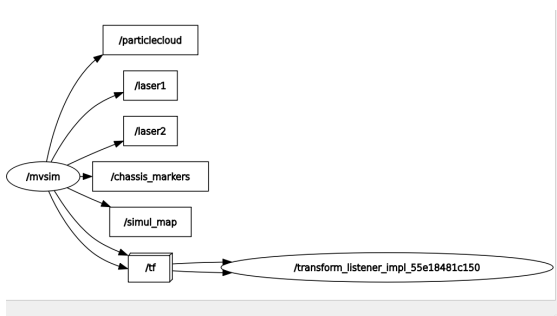 /particlecloud
/laser1
/laser2
/mvsim
/chassis_markers
/simul_map
/tf
/transform_listener_impl_55e18481c150